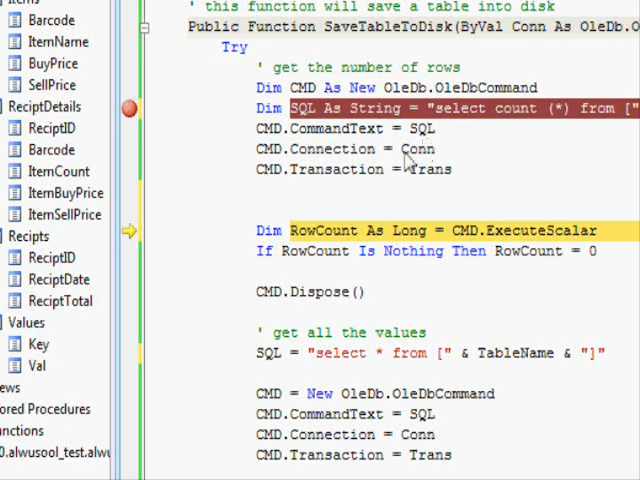 Items
Barcode
ItemName
BuyPrice
SellPrice
ReciptDetails
ReciptID
Barcode
ItemCount
ItemBuyPrice
ItemSellPrice
Recipts
ReciptID
ReciptDate
ReciptTotal
Values
Key
Val
ews
ored Procedures
unctions
0.alwusool_test.alwu
' this function will save a table into disk
Public Function SaveTableToDisk(ByVal Conn As OleDb.O
Try
' get the number of rows
Dim CMD As New OleDb.OleDbCommand
Dim SQL As String = "select count (*) from ["
CMD.CommandText = SQL
CMD.Connection = Conn
CMD.Transaction = Trans
Dim RowCount As Long = CMD.ExecuteScalar
If RowCount Is Nothing Then RowCount = 0
CMD.Dispose()
' get all the values
SQL = "select * from [" & TableName & "]"
CMD = New OleDb.OleDbCommand
CMD.CommandText = SQL
CMD.Connection = Conn
CMD.Transaction = Trans